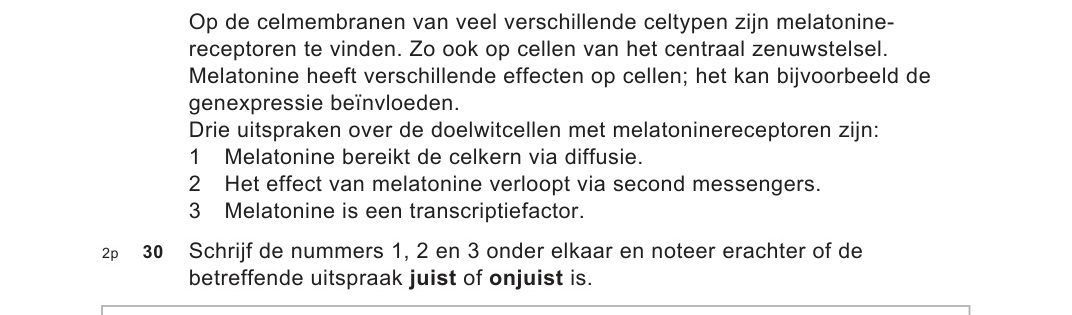 Op de celmembranen van veel verschillende celtypen zijn melatonine-
receptoren te vinden. Zo ook op cellen van het centraal zenuwstelsel.
Melatonine heeft verschillende effecten op cellen; het kan bijvoorbeeld de
genexpressie beïnvloeden.
Drie uitspraken over de doelwitcellen met melatoninereceptoren zijn:
1 Melatonine bereikt de celkern via diffusie.
2 Het effect van melatonine verloopt via second messengers.
3 Melatonine is een transcriptiefactor.
2p 30 Schrijf de nummers 1, 2 en 3 onder elkaar en noteer erachter of de
betreffende uitspraak juist of onjuist is.